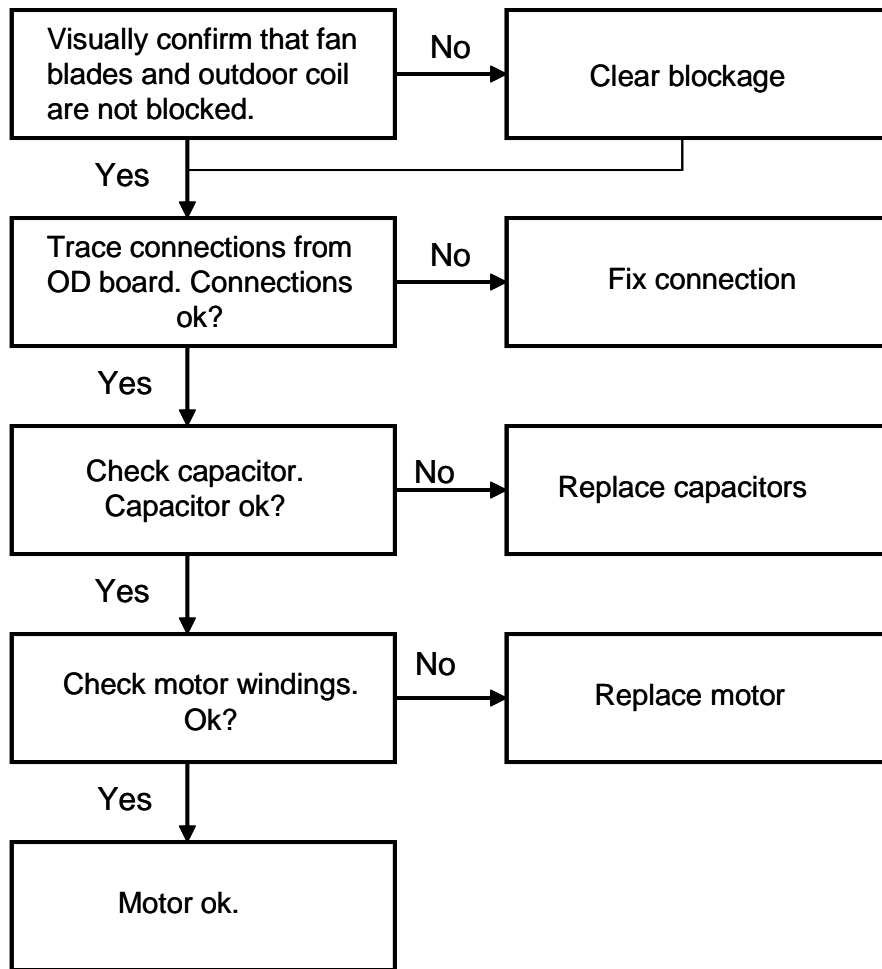 Visually confirm that fan
blades and outdoor coil
are not blocked.
No
Clear blockage
Yes
Trace connections from
OD board. Connections
ok?
No
Fix connection
Yes
Check capacitor.
Capacitor ok?
No
Replace capacitors
Yes
Check motor windings.
Ok?
No
Replace motor
Yes
Motor ok.